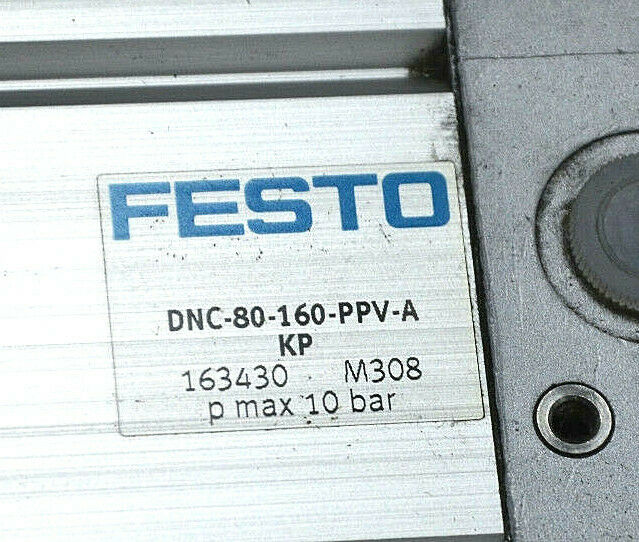 FESTO
DNC-80-160-PPV-A
KP
163430 M308
p max 10 bar